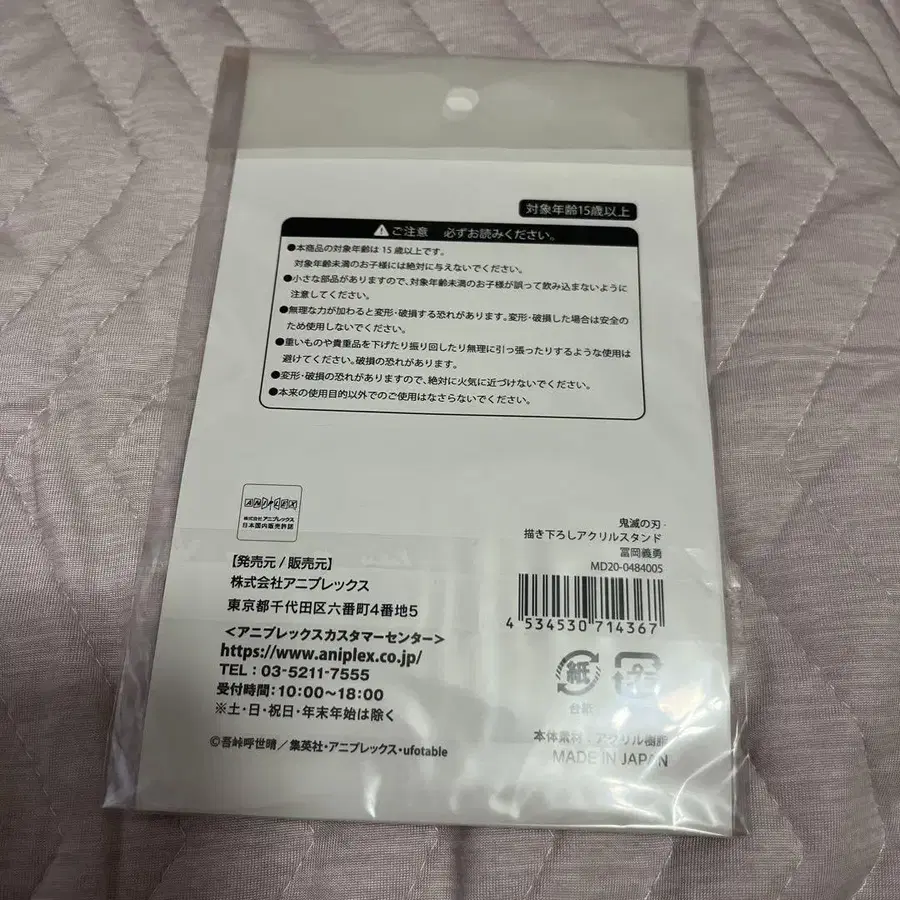 対象年齢15歳以上
ご注意 必ずお読みください。
●本商品の対象年齢は15歳以上です。
対象年齢未満のお子様には絶対に与えないでください。
●小さな部品がありますので、対象年齢未満のお子様が誤って飲み込まないように
注意してください。
●無理な力が加わると変形・破損する恐れがあります。変形・破損した場合は安全の
ため使用しないでください。
●重いものや貴重品を下げたり振り回したり無理に引っ張ったりするような使用は
避けてください。破損の恐れがあります。
●変形・破損の恐れがありますので、絶対に火気に近づけないでください。
●本来の使用目的以外でのご使用はなさらないでください。
ANIPLEX
株式会社アニプレックス
日本国内販売許諾
【発売元/販売元】
株式会社アニプレックス
東京都千代田区六番町4番地5
<アニプレックスカスタマーセンター>
https://www.aniplex.co.jp/
TEL:03-5211-7555
受付時間:10:00〜18:00
※土・日・祝日・年末年始は除く
©吾峠呼世晴/集英社・アニプレックス・ufotable
鬼滅の刃
描き下ろしアクリルスタンド
冨岡義勇
MD20-0484005
4 534530 714367
紙
プラ
台紙
本体素材:アクリル樹脂
MADE IN JAPAN